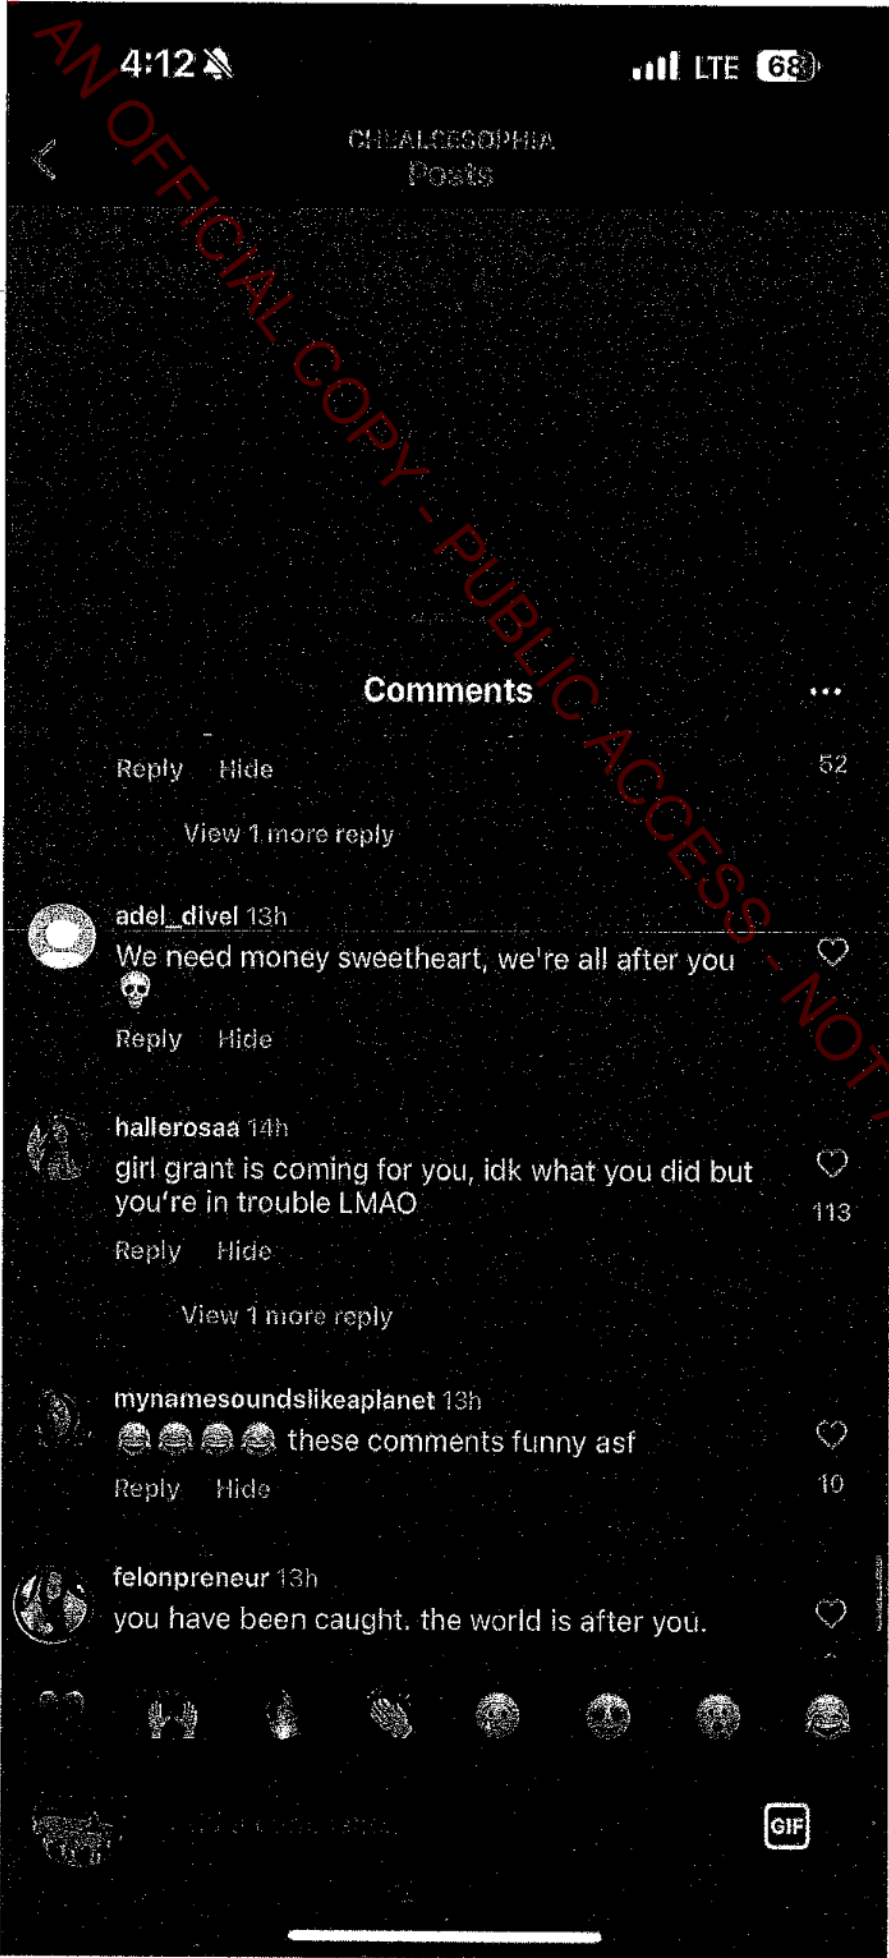 4:12
LTE 68
CHEALCESOPHIA
Posts
AN OFFICIAL COPY - PUBLIC ACCESS - NOT
Comments
...
Reply Hide 52
View 1 more reply
adel_divel 13h
We need money sweetheart, we're all after you
💀
Reply Hide
hallerosaa 14h
girl grant is coming for you, idk what you did but
you're in trouble LMAO
113
Reply Hide
View 1 more reply
mynamesoundslikeaplanet 13h
😂😂😂😂 these comments funny asf
Reply Hide 10
felonpreneur 13h
you have been caught. the world is after you.
GIF